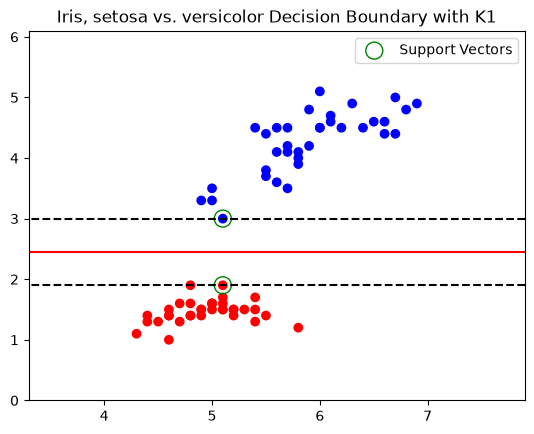 Iris, setosa vs. versicolor Decision Boundary with K1
Support Vectors
6
5
4
3
2
1
0
4 5 6 7